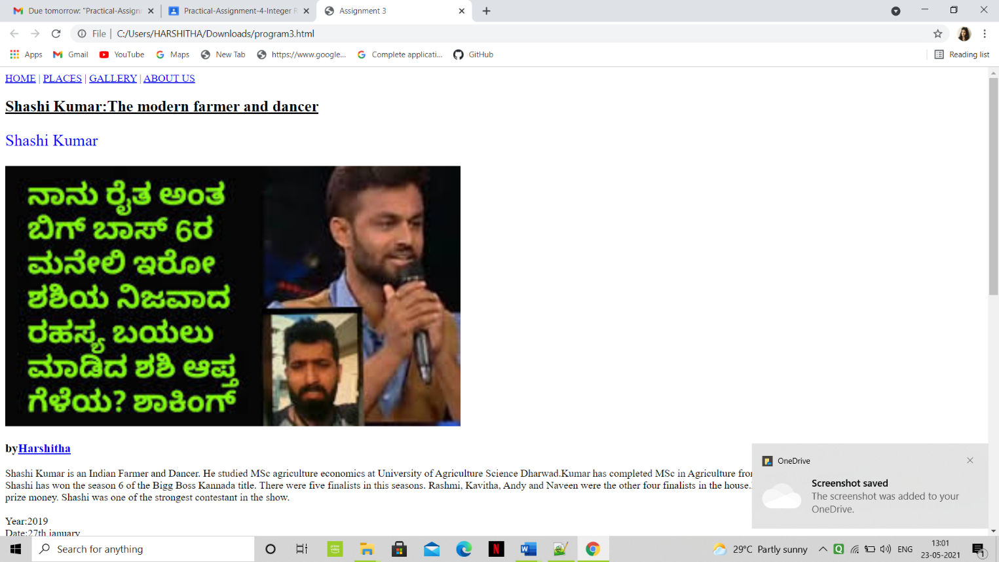 Due tomorrow: "Practical-Assignm
Practical-Assignment-4-Integer R
Assignment 3
File | C:/Users/HARSHITHA/Downloads/program3.html
Apps
Gmail
YouTube
Maps
New Tab
https://www.google...
Complete applicati...
GitHub
Reading list
HOME | PLACES | GALLERY | ABOUT US
Shashi Kumar:The modern farmer and dancer
Shashi Kumar
ನಾನು ರೈತ ಅಂತ
ಬಿಗ್ ಬಾಸ್ 6ರ
ಮನೇಲಿ ಇರೋ
ಶಶಿಯ ನಿಜವಾದ
ರಹಸ್ಯ ಬಯಲು
ಮಾಡಿದ ಶಶಿ ಆಪ್ತ
ಗೆಳೆಯ? ಶಾಕಿಂಗ್
byHarshitha
Shashi Kumar is an Indian Farmer and Dancer. He studied MSc agriculture economics at University of Agriculture Science Dharwad.Kumar has completed MSc in Agriculture from
Shashi has won the season 6 of the Bigg Boss Kannada title. There were five finalists in this seasons. Rashmi, Kavitha, Andy and Naveen were the other four finalists in the house.
prize money. Shashi was one of the strongest contestant in the show.
Year:2019
Date:27th january
OneDrive
Screenshot saved
The screenshot was added to your
OneDrive.
Search for anything
prime video
29°C Partly sunny
ENG
13:01
23-05-2021
1